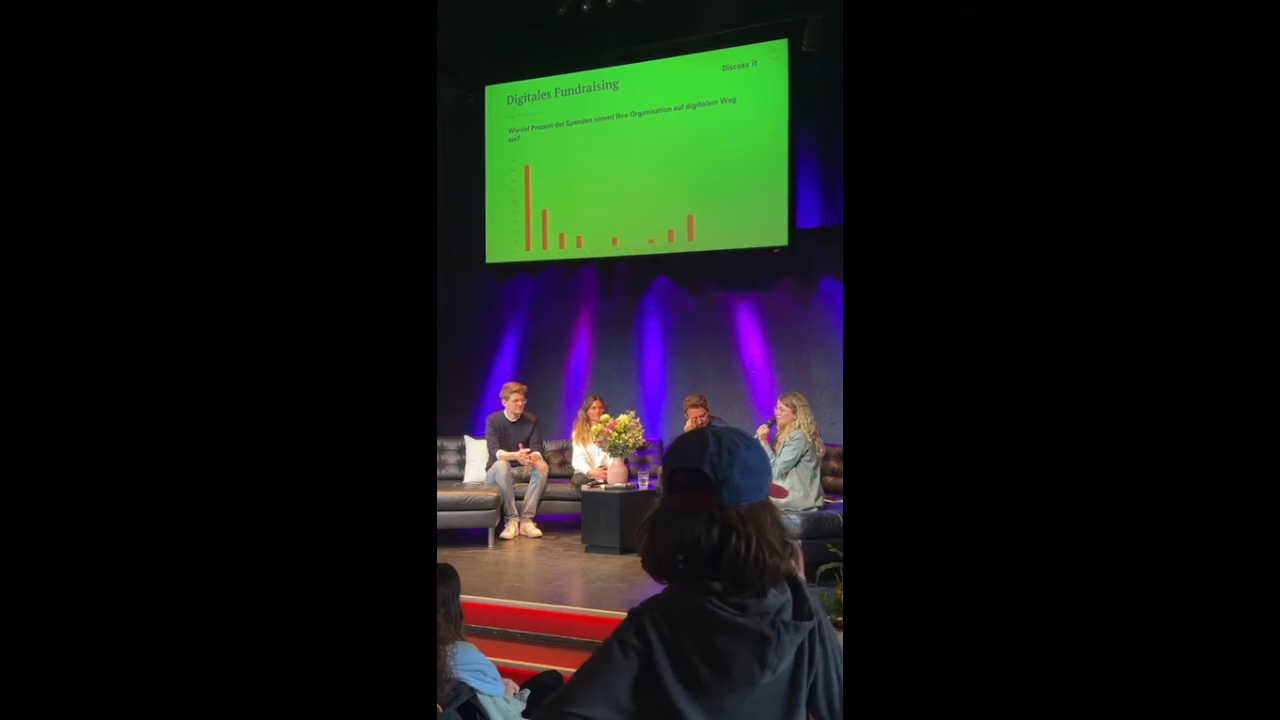 Discuss it
Digitales Fundraising
Wieviel Prozent der Spenden nimmt Ihre Organisation auf digitalem Weg
ein?